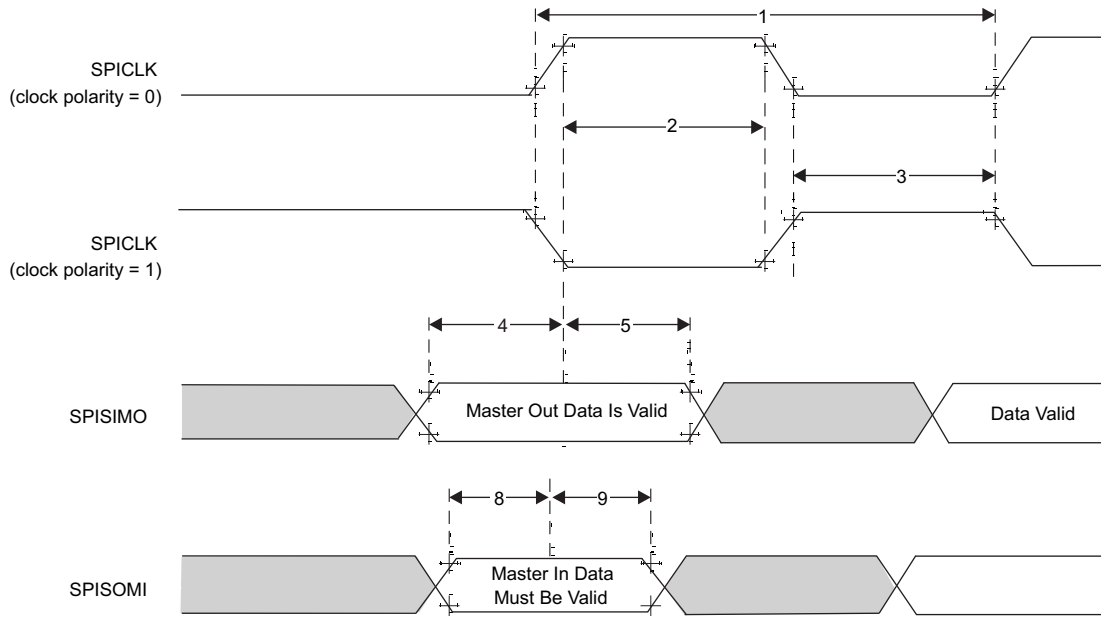 1
SPICLK
(clock polarity = 0)
2
3
SPICLK
(clock polarity = 1)
4
5
SPISIMO
Master Out Data Is Valid
Data Valid
8
9
SPISOMI
Master In Data
Must Be Valid